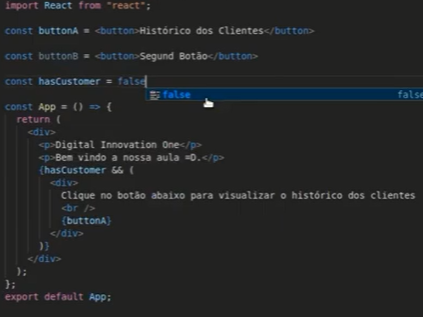 import React from "react";
const buttonA = <button>Histórico dos Clientes</button>
const buttonB = <button>Segund Botão</button>
const hasCustomer = false
false false
const App = () => {
return (
<div>
<p>Digital Innovation One</p>
<p>Bem vindo a nossa aula =D.</p>
{hasCustomer && (
<div>
Clique no botão abaixo para visualizar o histórico dos clientes
<br />
{buttonA}
</div>
)}
</div>
);
};
export default App;